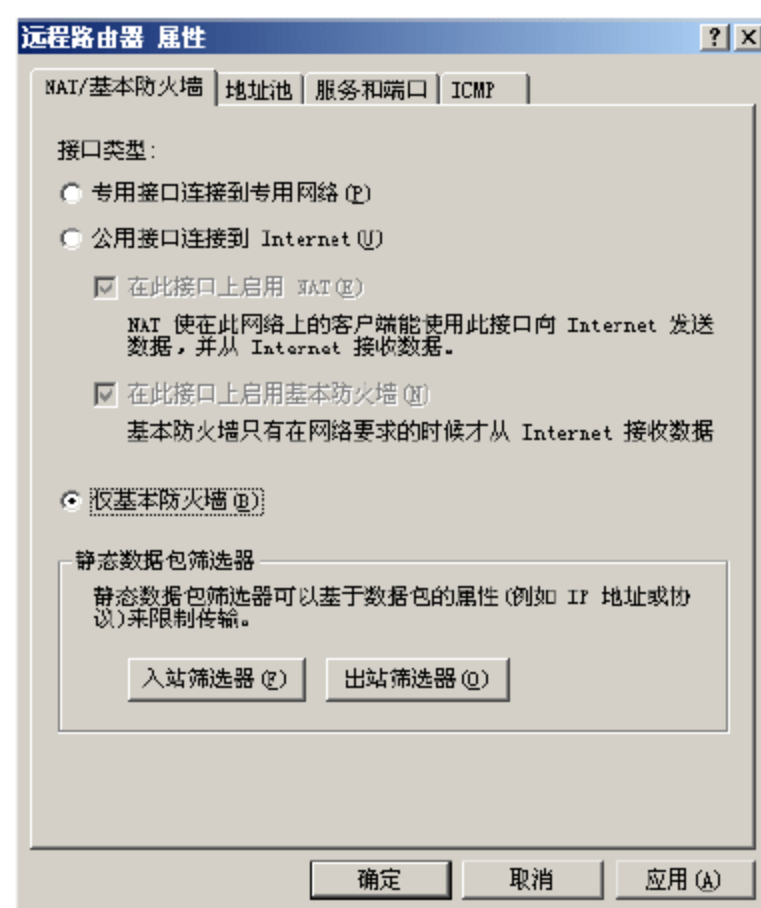 远程路由器 属性
NAT/基本防火墙 地址池 服务和端口 ICMP
接口类型:
专用接口连接到专用网络(P)
公用接口连接到 Internet(U)
在此接口上启用 NAT(E)
NAT 使在此网络上的客户端能使用此接口向 Internet 发送
数据，并从 Internet 接收数据。
在此接口上启用基本防火墙(N)
基本防火墙只有在网络要求的时候才从 Internet 接收数据
仅基本防火墙(B)
静态数据包筛选器
静态数据包筛选器可以基于数据包的属性(例如 IP 地址或协
议)来限制传输。
入站筛选器(F) 出站筛选器(O)
确定 取消 应用(A)